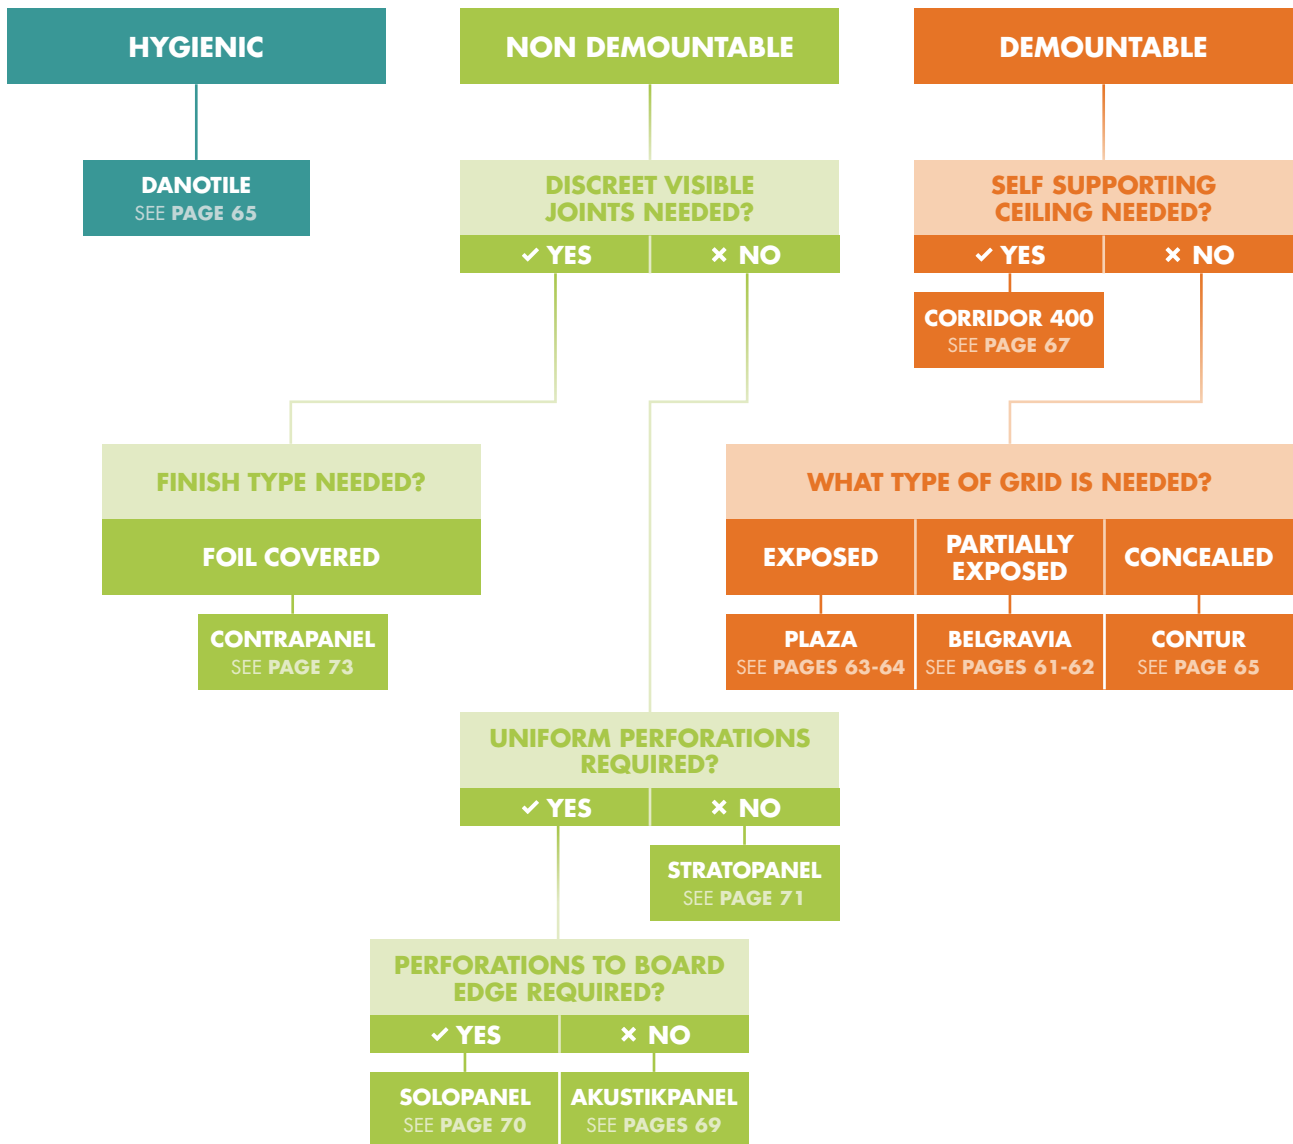 HYGIENIC
NON DEMOUNTABLE
DEMOUNTABLE
DANOTILE
SEE PAGE 65
DISCREET VISIBLE
JOINTS NEEDED?
✓ YES
× NO
SELF SUPPORTING
CEILING NEEDED?
✓ YES
× NO
CORRIDOR 400
SEE PAGE 67
FINISH TYPE NEEDED?
FOIL COVERED
CONTRAPANEL
SEE PAGE 73
WHAT TYPE OF GRID IS NEEDED?
EXPOSED
PARTIALLY
EXPOSED
CONCEALED
PLAZA
SEE PAGES 63-64
BELGRAVIA
SEE PAGES 61-62
CONTUR
SEE PAGE 65
UNIFORM PERFORATIONS
REQUIRED?
✓ YES
× NO
STRATOPANEL
SEE PAGE 71
PERFORATIONS TO BOARD
EDGE REQUIRED?
✓ YES
× NO
SOLOPANEL
SEE PAGE 70
AKUSTIKPANEL
SEE PAGES 69